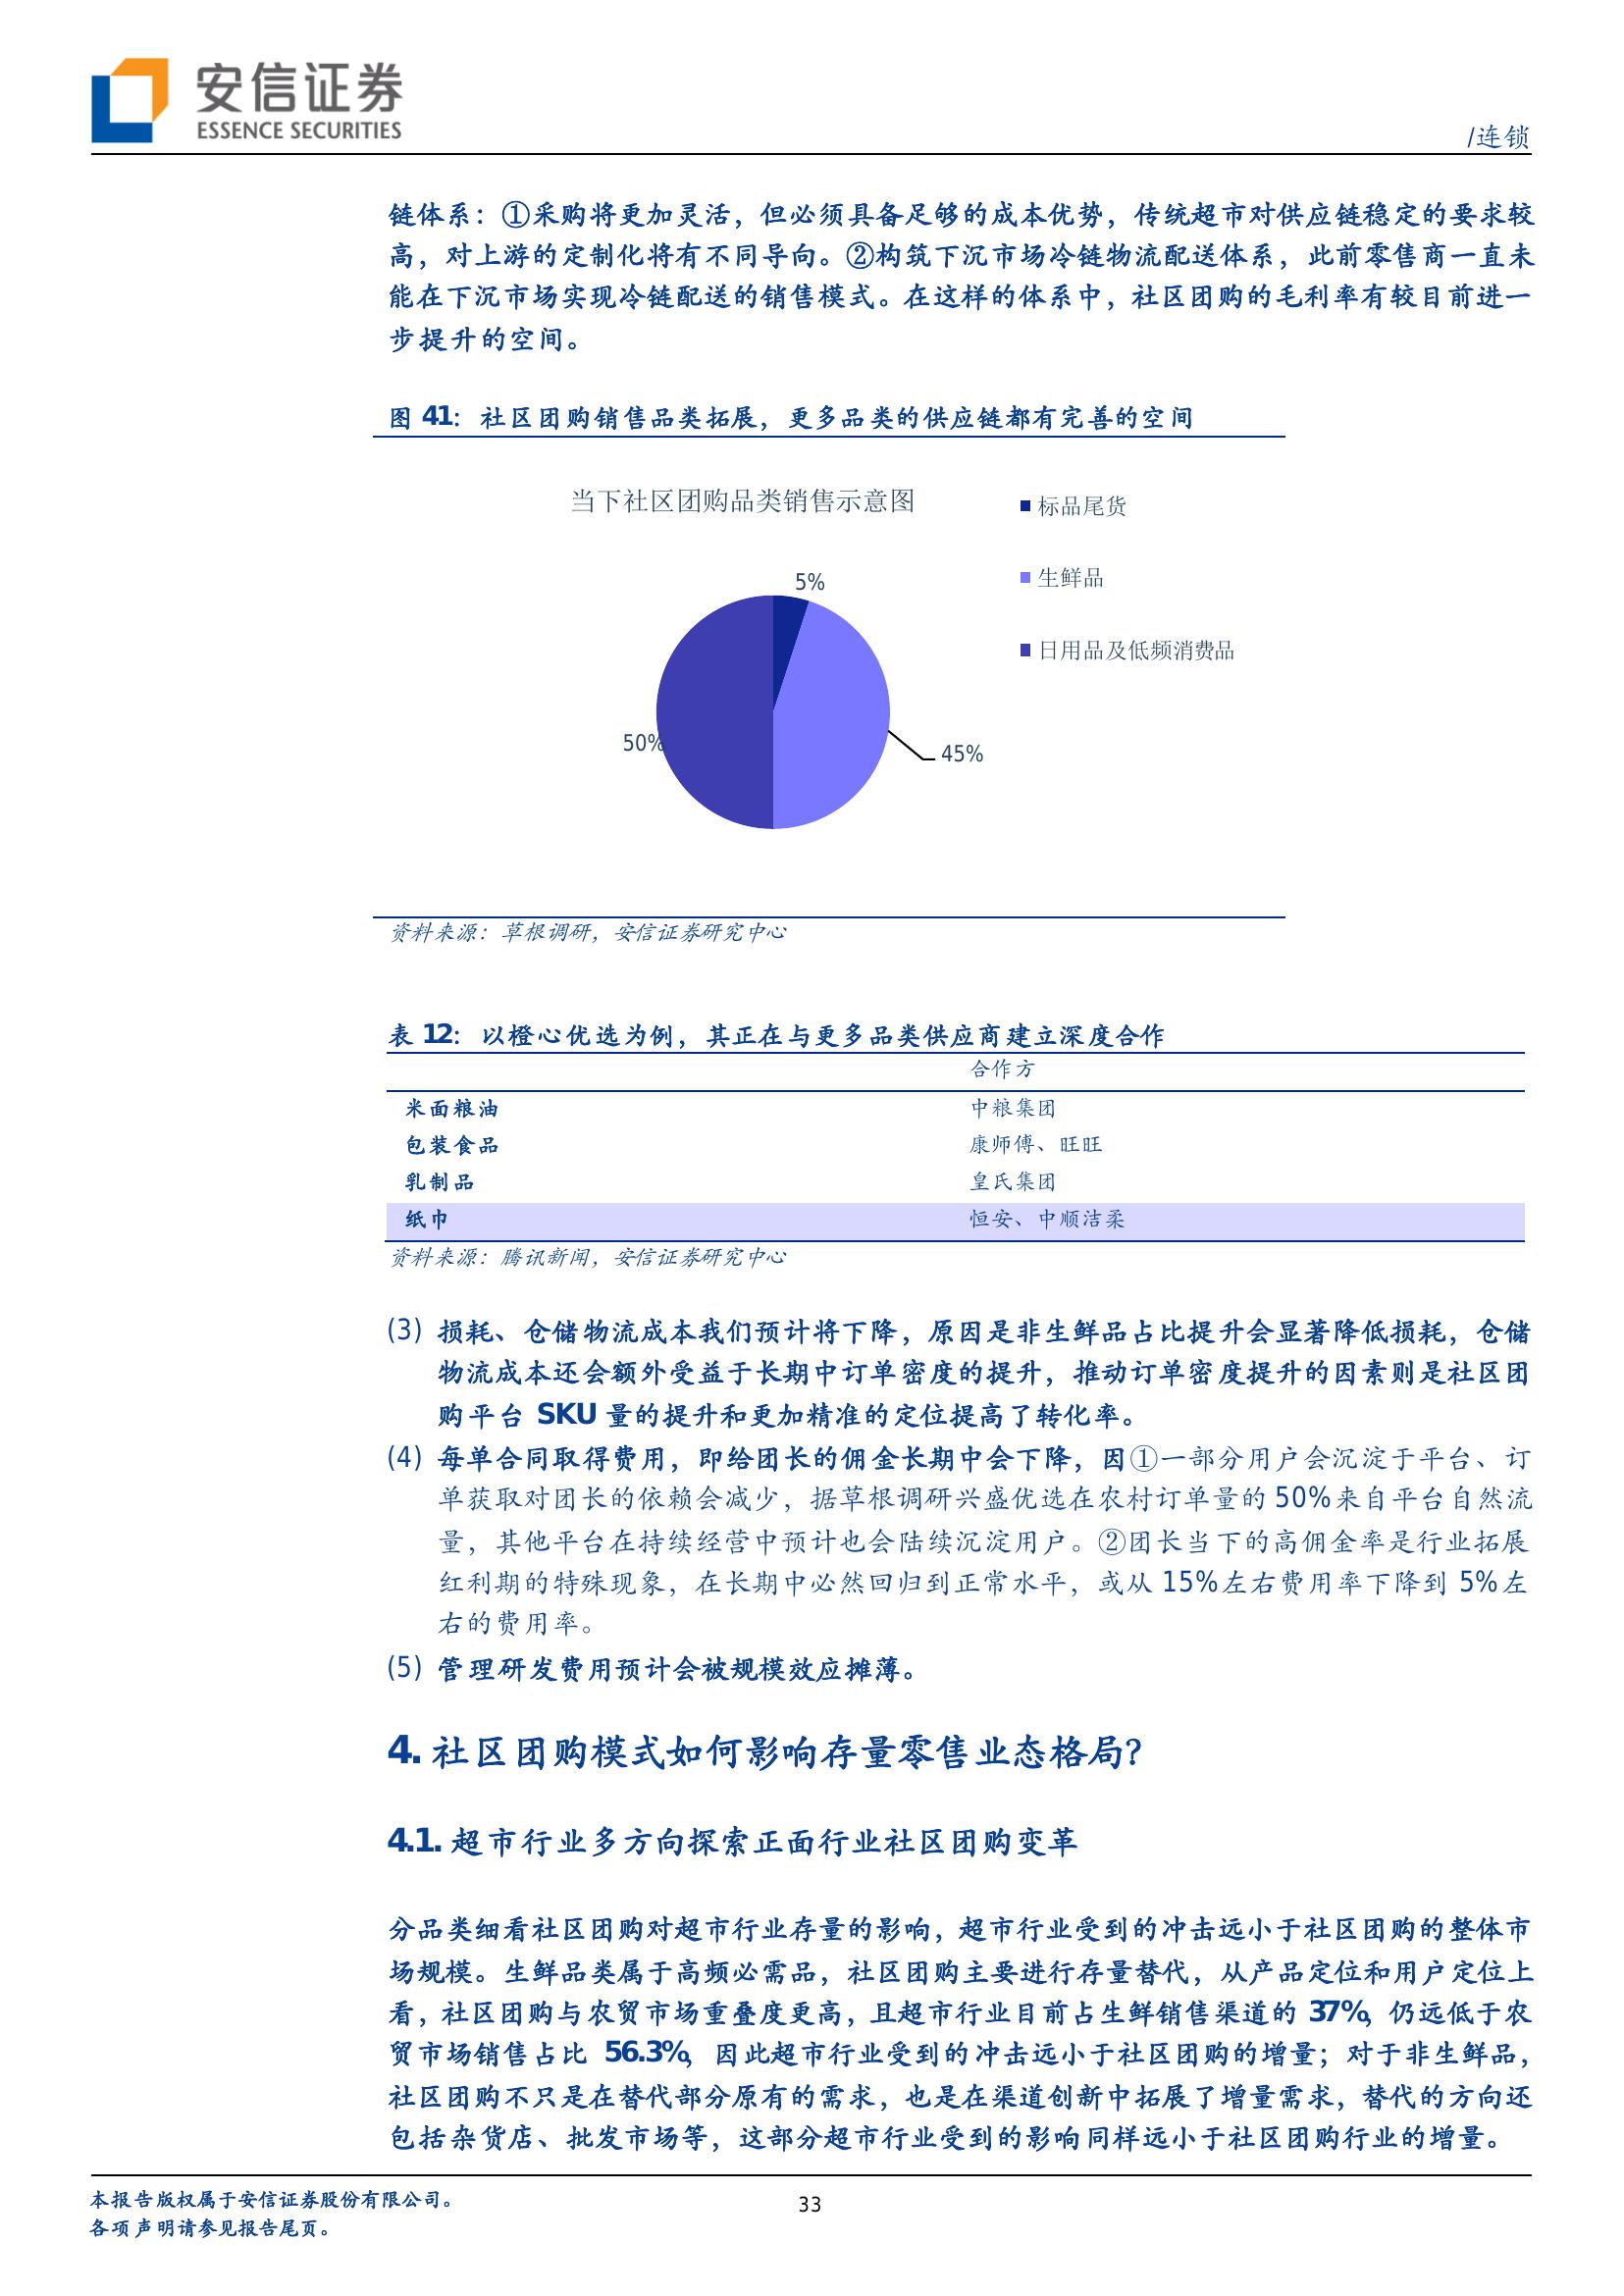 安信证券
ESSENCE SECURITIES
/连锁
链体系：①采购将更加灵活，但必须具备足够的成本优势，传统超市对供应链稳定的要求较
高，对上游的定制化将有不同导向。②构筑下沉市场冷链物流配送体系，此前零售商一直未
能在下沉市场实现冷链配送的销售模式。在这样的体系中，社区团购的毛利率有较目前进一
步提升的空间。
图 41：社区团购销售品类拓展，更多品类的供应链都有完善的空间
当下社区团购品类销售示意图
标品尾货
生鲜品
日用品及低频消费品
5%
50%
45%
资料来源：草根调研，安信证券研究中心
表 12：以橙心优选为例，其正在与更多品类供应商建立深度合作
合作方
米面粮油 中粮集团
包装食品 康师傅、旺旺
乳制品 皇氏集团
纸巾 恒安、中顺洁柔
资料来源：腾讯新闻，安信证券研究中心
(3) 损耗、仓储物流成本我们预计将下降，原因是非生鲜品占比提升会显著降低损耗，仓储
物流成本还会额外受益于长期中订单密度的提升，推动订单密度提升的因素则是社区团
购平台 SKU 量的提升和更加精准的定位提高了转化率。
(4) 每单合同取得费用，即给团长的佣金长期中会下降，因①一部分用户会沉淀于平台、订
单获取对团长的依赖会减少，据草根调研兴盛优选在农村订单量的 50%来自平台自然流
量，其他平台在持续经营中预计也会陆续沉淀用户。②团长当下的高佣金率是行业拓展
红利期的特殊现象，在长期中必然回归到正常水平，或从 15%左右费用率下降到 5%左
右的费用率。
(5) 管理研发费用预计会被规模效应摊薄。
4. 社区团购模式如何影响存量零售业态格局？
4.1. 超市行业多方向探索正面行业社区团购变革
分品类细看社区团购对超市行业存量的影响，超市行业受到的冲击远小于社区团购的整体市
场规模。生鲜品类属于高频必需品，社区团购主要进行存量替代，从产品定位和用户定位上
看，社区团购与农贸市场重叠度更高，且超市行业目前占生鲜销售渠道的 37%，仍远低于农
贸市场销售占比 56.3%，因此超市行业受到的冲击远小于社区团购的增量；对于非生鲜品，
社区团购不只是在替代部分原有的需求，也是在渠道创新中拓展了增量需求，替代的方向还
包括杂货店、批发市场等，这部分超市行业受到的影响同样远小于社区团购行业的增量。
本报告版权属于安信证券股份有限公司。
33
各项声明请参见报告尾页。